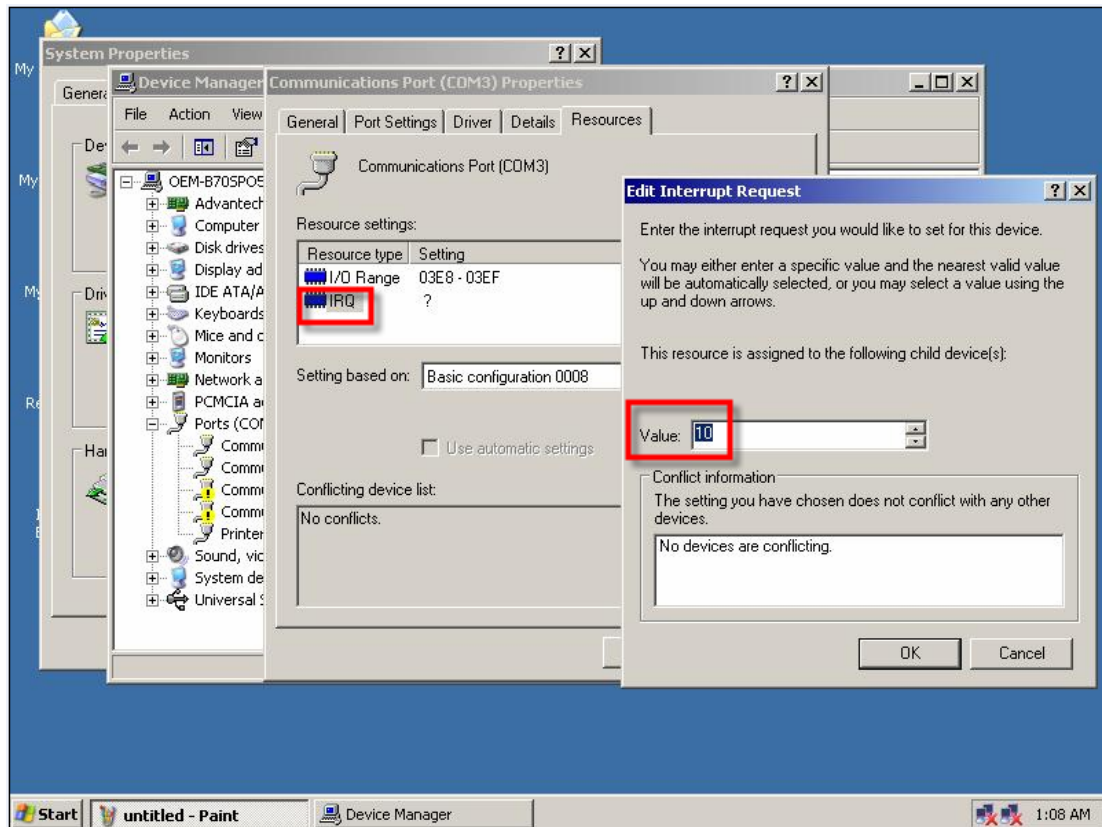 My
System Properties
General
Device Manager
File Action View
OEM-B70SPO5
Advantech
Computer
Disk drives
Display ad
IDE ATA/A
Keyboards
Mice and o
Monitors
Network a
PCMCIA a
Ports (CO
Commu
Commu
Commu
Commu
Printer
Sound, vid
System de
Universal S
My
My
Re
De
Driv
Har
Communications Port (COM3) Properties
General Port Settings Driver Details Resources
Communications Port (COM3)
Resource settings:
Resource type Setting
I/O Range 03E8 - 03EF
IRQ ?
Setting based on: Basic configuration 0008
Use automatic settings
Conflicting device list:
No conflicts.
Edit Interrupt Request
Enter the interrupt request you would like to set for this device.
You may either enter a specific value and the nearest valid value
will be automatically selected, or you may select a value using the
up and down arrows.
This resource is assigned to the following child device(s):
Value: 10
Conflict information
The setting you have chosen does not conflict with any other
devices.
No devices are conflicting.
OK Cancel
Start untitled - Paint Device Manager 1:08 AM